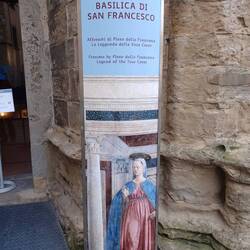 BASILICA DI
SAN FRANCESCO
Affreschi di Piero della Francesca
La Leggenda della Vera Croce
Frescoes by Piero della Francesca
Legend of the True Cross